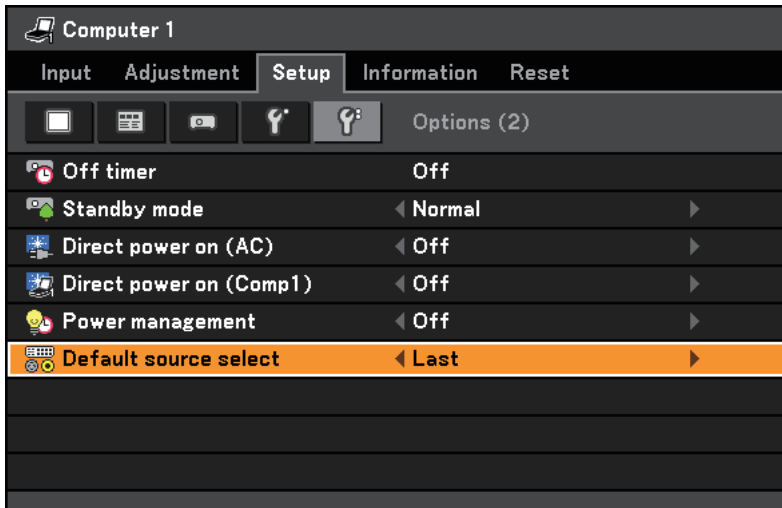 Computer 1
Input Adjustment Setup Information Reset
Options (2)
Off timer Off
Standby mode Normal
Direct power on (AC) Off
Direct power on (Comp1) Off
Power management Off
Default source select Last